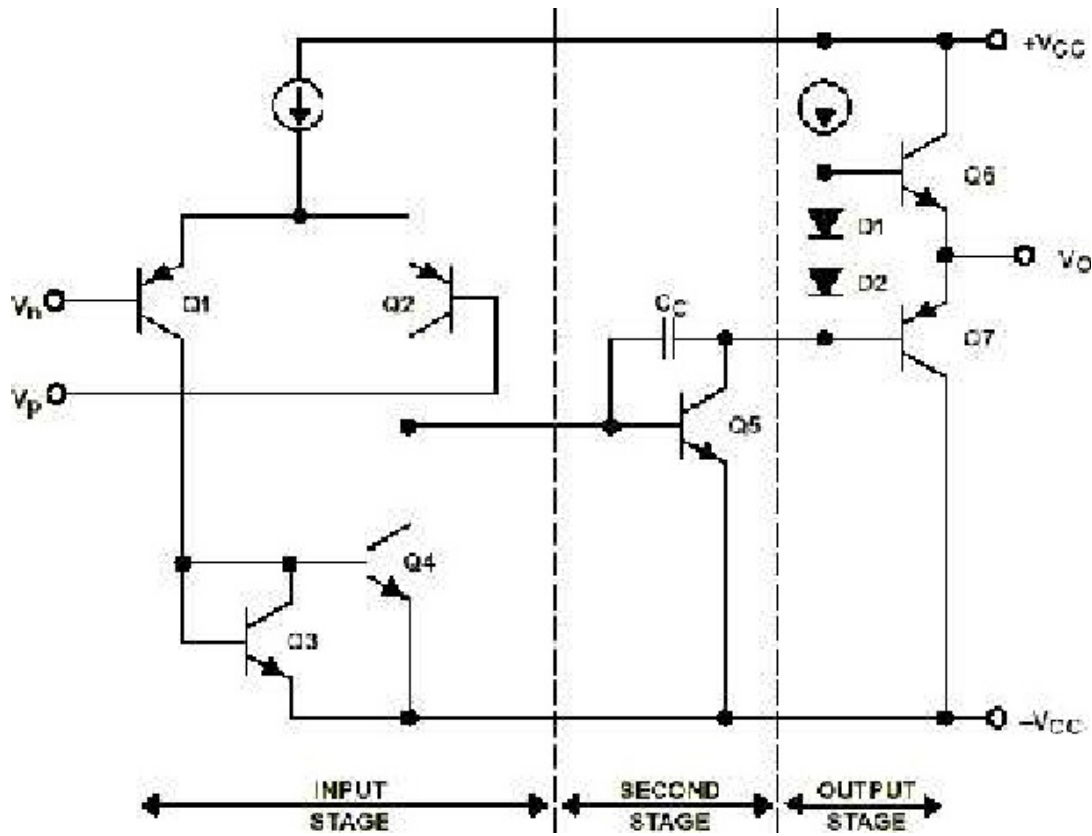 +VCC
Q6
D1
VO
Vn
Q1
Q2
D2
CC
Q7
Vp
Q5
Q4
Q3
−VCC
INPUT
STAGE
SECOND
STAGE
OUTPUT
STAGE